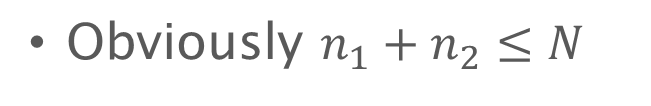 • Obviously 𝑛₁ + 𝑛₂ ≤ 𝑁